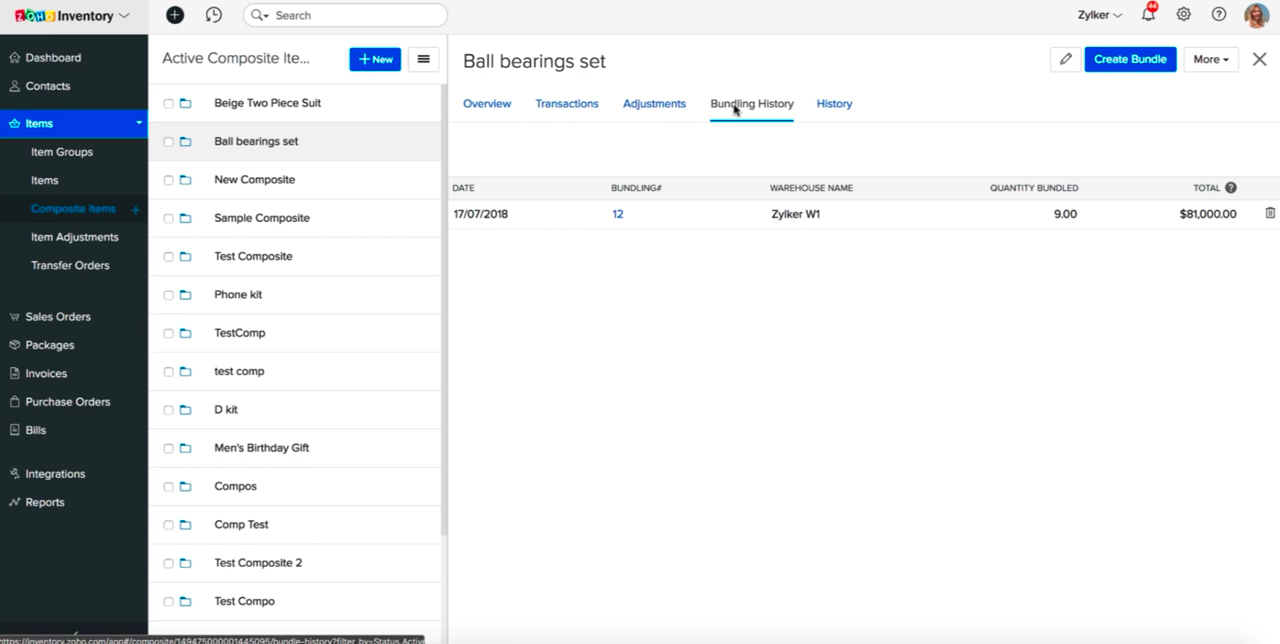 ZOHO Inventory
Search
Zylker
44
Dashboard
Contacts
Items
Item Groups
Items
Composite Items +
Item Adjustments
Transfer Orders
Sales Orders
Packages
Invoices
Purchase Orders
Bills
Integrations
Reports
Active Composite Ite...
+ New
Beige Two Piece Suit
Ball bearings set
New Composite
Sample Composite
Test Composite
Phone kit
TestComp
test comp
D kit
Men's Birthday Gift
Compos
Comp Test
Test Composite 2
Test Compo
Ball bearings set
Create Bundle
More
Overview Transactions Adjustments Bundling History History
DATE BUNDLING# WAREHOUSE NAME QUANTITY BUNDLED TOTAL ?
17/07/2018 12 Zylker W1 9.00 $81,000.00